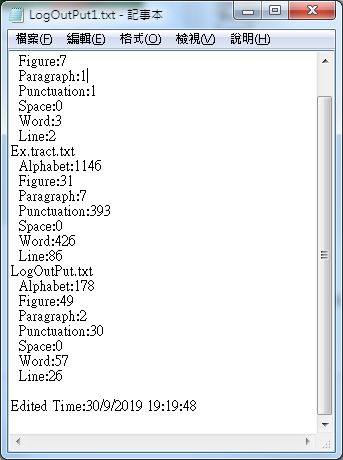 LogOutPut1.txt - 記事本
檔案(F) 編輯(E) 格式(O) 檢視(V) 說明(H)
Figure:7
Paragraph:1
Punctuation:1
Space:0
Word:3
Line:2
Ex.tract.txt
Alphabet:1146
Figure:31
Paragraph:7
Punctuation:393
Space:0
Word:426
Line:86
LogOutPut.txt
Alphabet:178
Figure:49
Paragraph:2
Punctuation:30
Space:0
Word:57
Line:26
Edited Time:30/9/2019 19:19:48